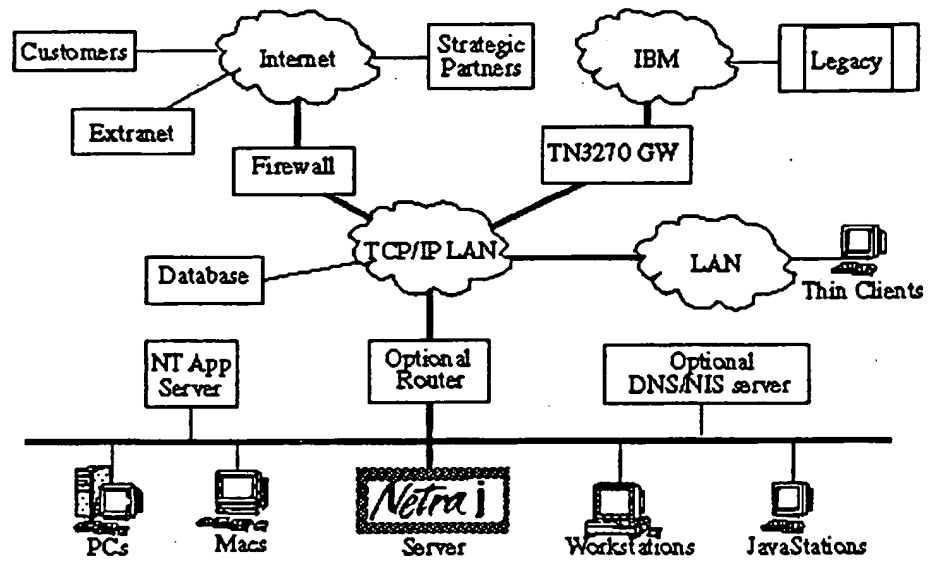 Customers
Internet
Strategic
Partners
IBM
Legacy
Extranet
Firewall
TN3270 GW
TCP/IP LAN
LAN
Database
Thin Clients
NT App
Server
Optional
Router
Optional
DNS/NIS server
Netra j
PCs
Macs
Server
Workstations
JavaStations